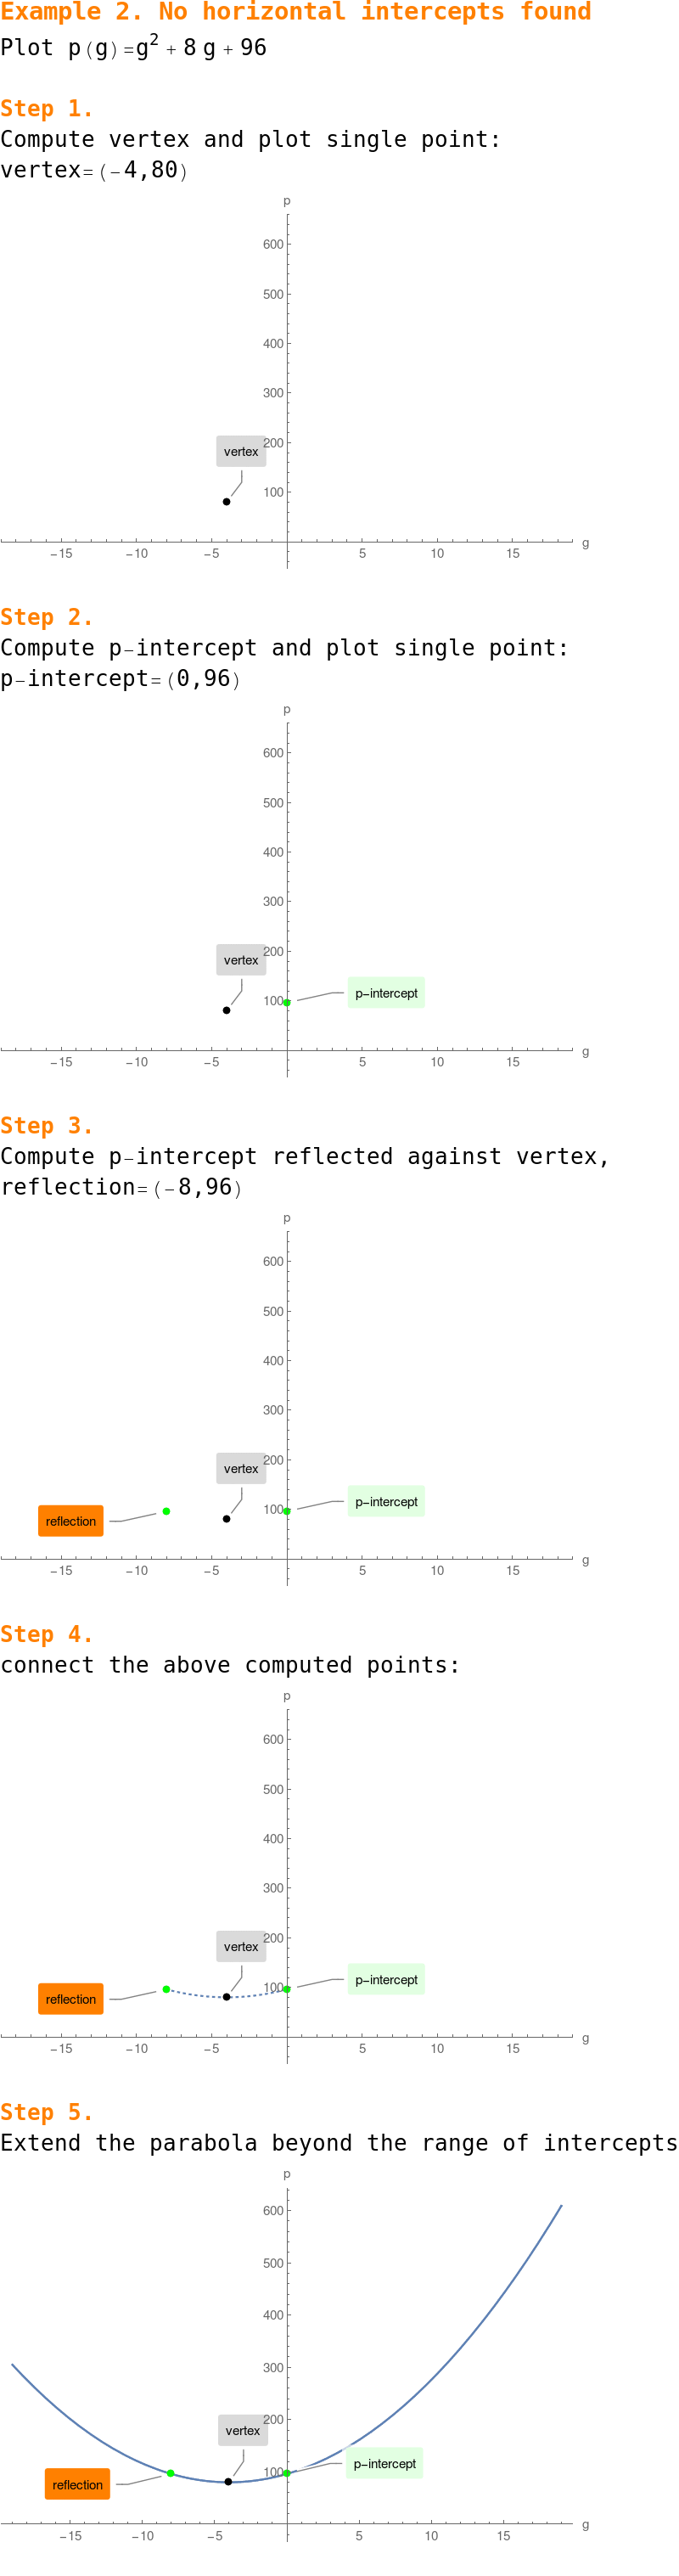 Example 2. No horizontal intercepts found
Plot p(g)=g² + 8 g + 96
Step 1.
Compute vertex and plot single point:
vertex=(-4,80)
p
600
500
400
300
200
vertex
100
g
-15 -10 -5 5 10 15
Step 2.
Compute p-intercept and plot single point:
p-intercept=(0,96)
p
600
500
400
300
200
vertex
p-intercept
100
g
-15 -10 -5 5 10 15
Step 3.
Compute p-intercept reflected against vertex,
reflection=(-8,96)
p
600
500
400
300
200
vertex
p-intercept
100
reflection
g
-15 -10 -5 5 10 15
Step 4.
connect the above computed points:
p
600
500
400
300
200
vertex
p-intercept
100
reflection
g
-15 -10 -5 5 10 15
Step 5.
Extend the parabola beyond the range of intercepts
p
600
500
400
300
200
vertex
p-intercept
100
reflection
g
-15 -10 -5 5 10 15